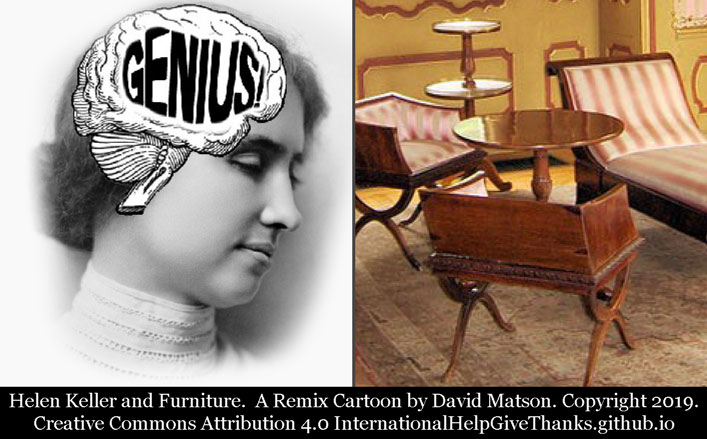 GENIUS!
Helen Keller and Furniture.  A Remix Cartoon by David Matson. Copyright 2019.
Creative Commons Attribution 4.0 InternationalHelpGiveThanks.github.io